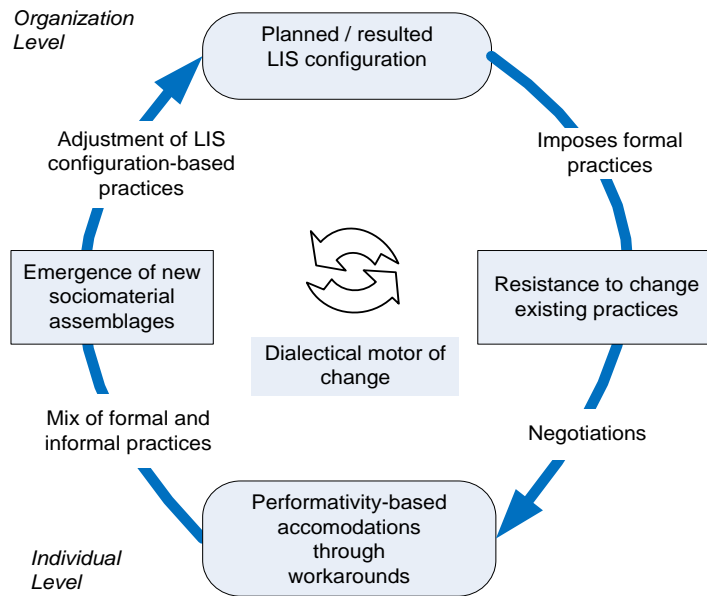 Organization
Level
Planned / resulted
LIS configuration
Adjustment of LIS
configuration-based
practices
Imposes formal
practices
Emergence of new
sociomaterial
assemblages
Resistance to change
existing practices
Dialectical motor of
change
Mix of formal and
informal practices
Negotiations
Performativity-based
accomodations
through
workarounds
Individual
Level